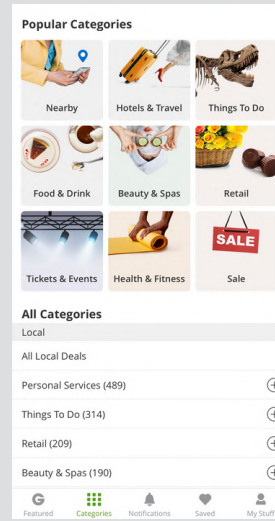 Popular Categories
Nearby
Hotels & Travel
Things To Do
Food & Drink
Beauty & Spas
Retail
Tickets & Events
Health & Fitness
SALE
Sale
All Categories
Local
All Local Deals
Personal Services (489)
Things To Do (314)
Retail (209)
Beauty & Spas (190)
G
Featured
Categories
Notifications
Saved
My Stuff